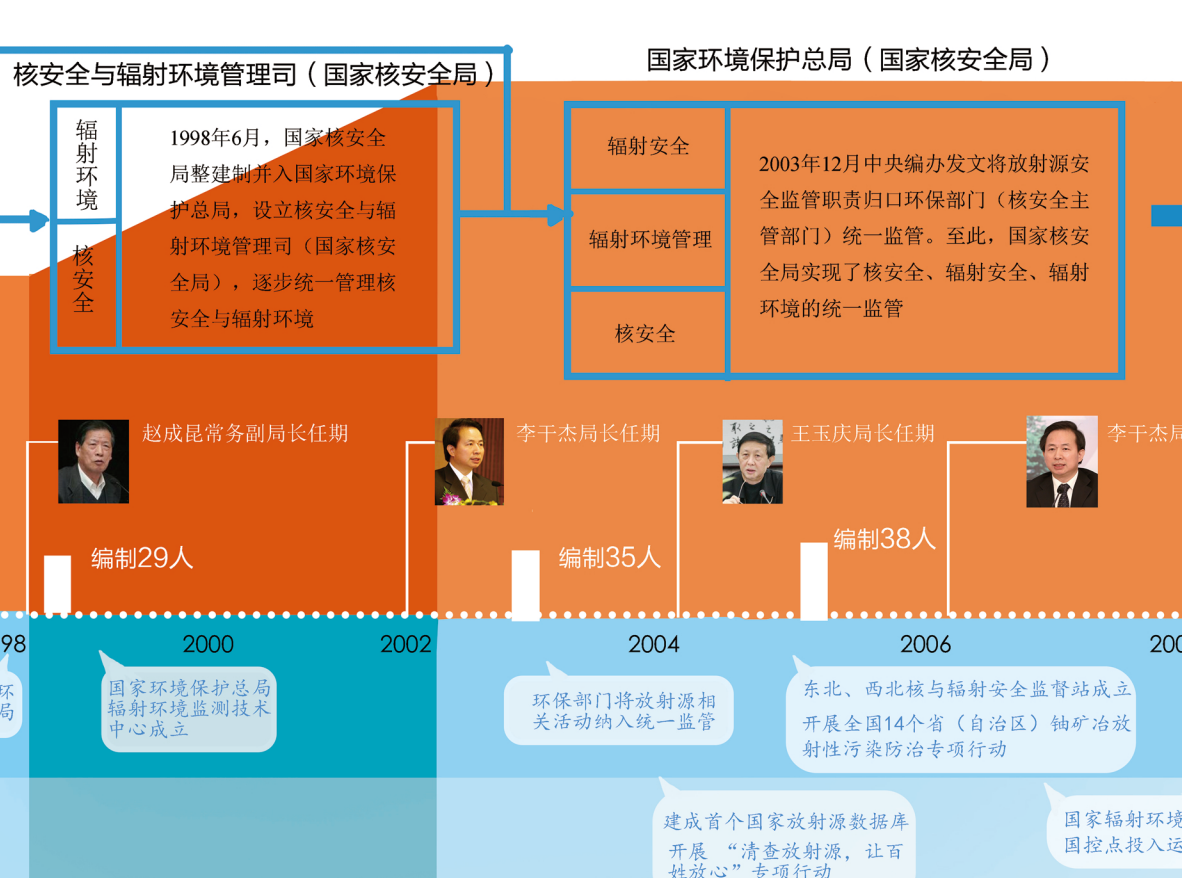 核安全与辐射环境管理司（国家核安全局）
国家环境保护总局（国家核安全局）
辐射环境
核安全
1998年6月，国家核安全
局整建制并入国家环境保
护总局，设立核安全与辐
射环境管理司（国家核安
全局），逐步统一管理核
安全与辐射环境
辐射安全
辐射环境管理
核安全
2003年12月中央编办发文将放射源安
全监管职责归口环保部门（核安全主
管部门）统一监管。至此，国家核安
全局实现了核安全、辐射安全、辐射
环境的统一监管
赵成昆常务副局长任期
李干杰局长任期
王玉庆局长任期
李干杰局
编制29人
编制35人
编制38人
98
2000
2002
2004
2006
200
环
局
国家环境保护总局
辐射环境监测技术
中心成立
环保部门将放射源相
关活动纳入统一监管
东北、西北核与辐射安全监督站成立
开展全国14个省（自治区）铀矿冶放
射性污染防治专项行动
建成首个国家放射源数据库
开展 “清查放射源，让百
姓放心”专项行动
国家辐射环境
国控点投入运